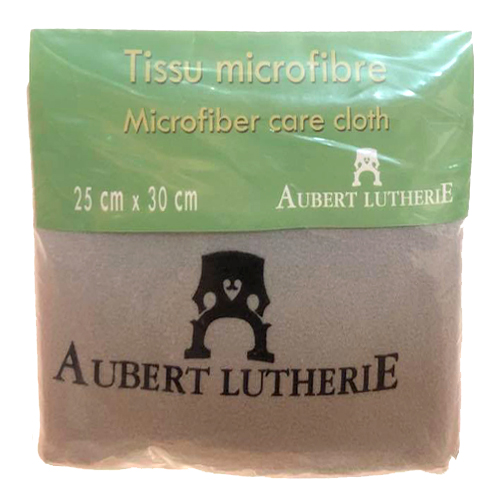 Tissu microfibre
Microfiber care cloth
25 cm x 30 cm
AUBERT LUTHERIE
AUBERT LUTHERIE